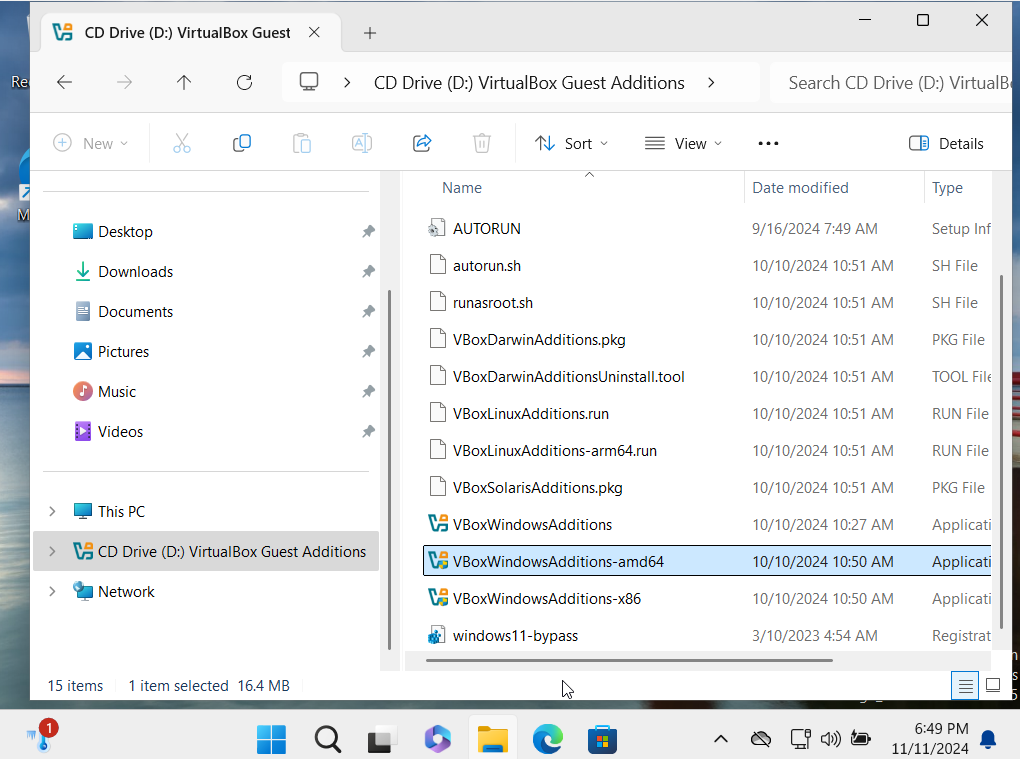 CD Drive (D:) VirtualBox Guest
CD Drive (D:) VirtualBox Guest Additions
Search CD Drive (D:) VirtualB
New
Sort
View
Details
Name
Date modified
Type
Desktop
Downloads
Documents
Pictures
Music
Videos
This PC
CD Drive (D:) VirtualBox Guest Additions
Network
AUTORUN 9/16/2024 7:49 AM Setup Inf
autorun.sh 10/10/2024 10:51 AM SH File
runasroot.sh 10/10/2024 10:51 AM SH File
VBoxDarwinAdditions.pkg 10/10/2024 10:51 AM PKG File
VBoxDarwinAdditionsUninstall.tool 10/10/2024 10:51 AM TOOL File
VBoxLinuxAdditions.run 10/10/2024 10:51 AM RUN File
VBoxLinuxAdditions-arm64.run 10/10/2024 10:51 AM RUN File
VBoxSolarisAdditions.pkg 10/10/2024 10:51 AM PKG File
VBoxWindowsAdditions 10/10/2024 10:27 AM Applicati
VBoxWindowsAdditions-amd64 10/10/2024 10:50 AM Applicati
VBoxWindowsAdditions-x86 10/10/2024 10:50 AM Applicati
windows11-bypass 3/10/2023 4:54 AM Registrat
15 items 1 item selected 16.4 MB
1
6:49 PM
11/11/2024